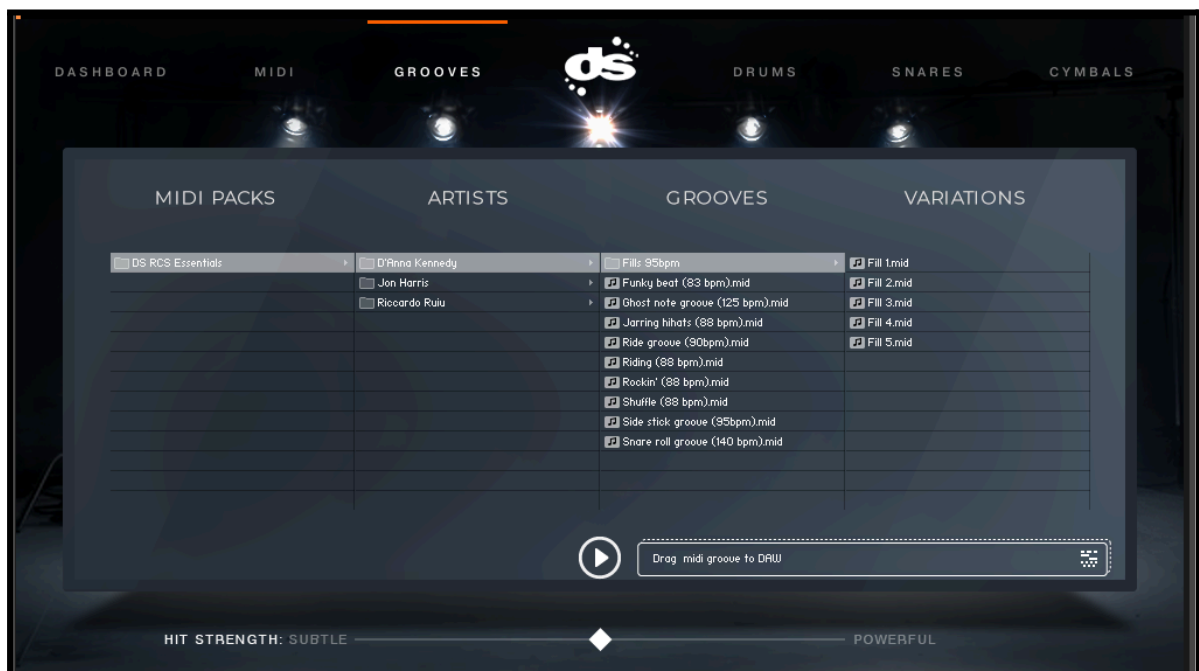 DASHBOARD MIDI GROOVES ds DRUMS SNARES CYMBALS
MIDI PACKS ARTISTS GROOVES VARIATIONS
DS RCS Essentials D'Anna Kennedy Fills 95bpm Fill 1.mid
Jon Harris Funky beat (83 bpm).mid Fill 2.mid
Riccardo Ruiu Ghost note groove (125 bpm).mid FIll 3.mid
Jarring hihats (88 bpm).mid Fill 4.mid
Ride groove (90bpm).mid Fill 5.mid
Riding (88 bpm).mid
Rockin' (88 bpm).mid
Shuffle (88 bpm).mid
Side stick groove (95bpm).mid
Snare roll groove (140 bpm).mid
Drag midi groove to DAW
HIT STRENGTH: SUBTLE POWERFUL